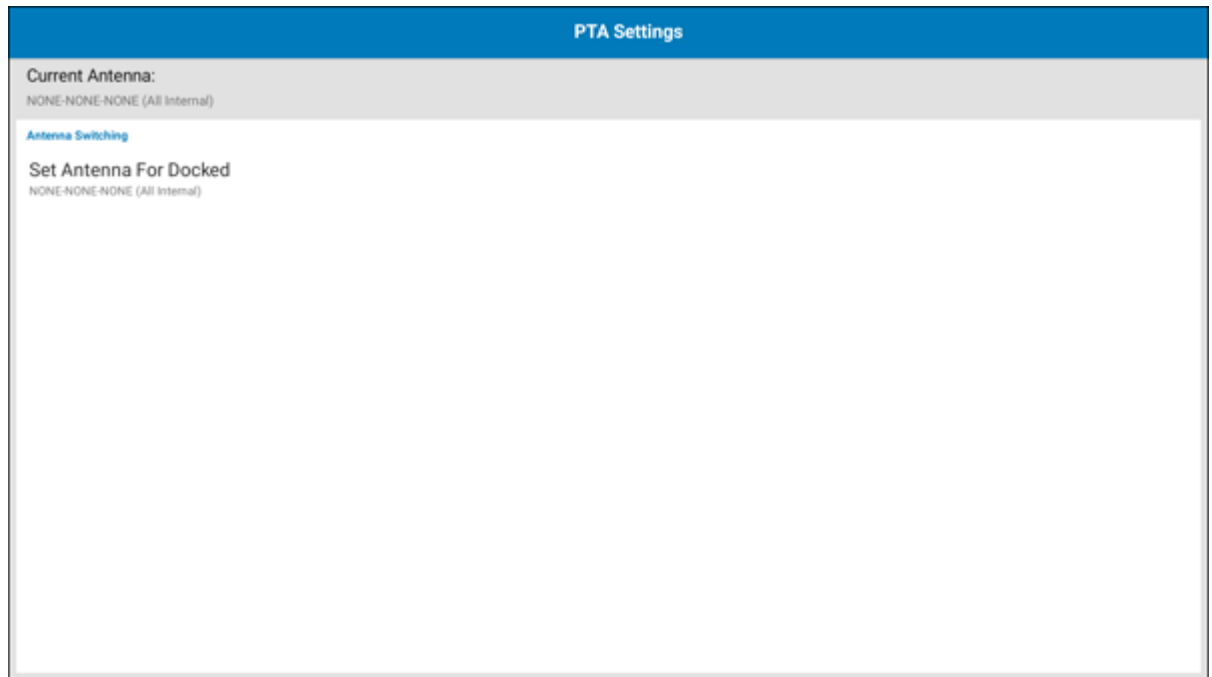 PTA Settings
Current Antenna:
NONE-NONE-NONE (All Internal)
Antenna Switching
Set Antenna For Docked
NONE-NONE-NONE (All Internal)